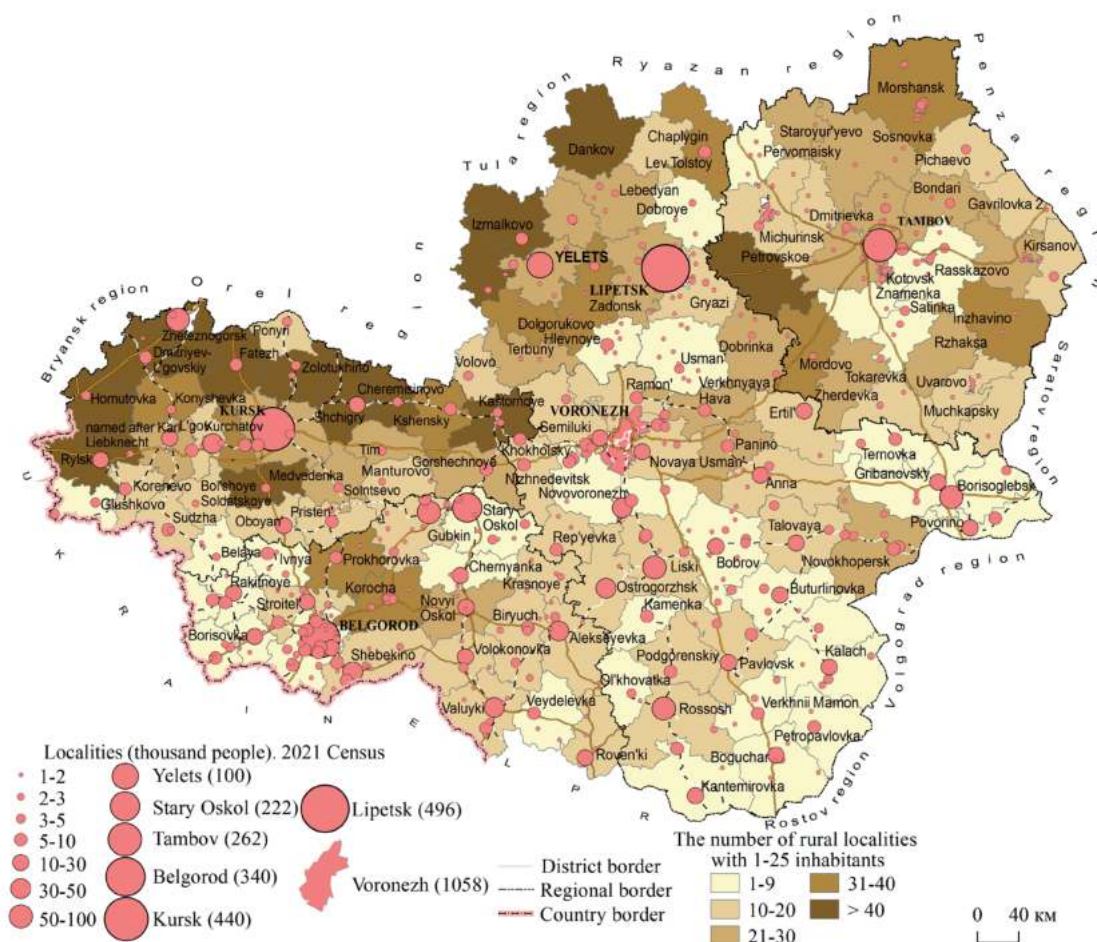 Ryazan region
Penza region
Tula region
Orel region
Bryansk region
Saratov region
Volgograd region
Rostov region
UKRAINE
LPR
Morshansk
Chaplygin
Staroyur'yevo
Sosnovka
Dankov
Lev Tolstoy
Pervomaisky
Pichaevo
Lebedyan
Bondari
Dobroye
Gavrilovka 2
Izmalkovo
Dmitrievka
TAMBOV
Michurinsk
Kirsanov
YELETS
Petrovskoe
Kotovsk
Rasskazovo
LIPETSK
Znamenka
Zadonsk
Gryazi
Satinka
Inzhavino
Dolgorukovo
Hlevnoye
Rzhaksa
Zheleznogorsk
Ponyri
Terbuny
Dobrinka
Dmitriyev-
L'govskiy
Fatezh
Zolotukhino
Volovo
Usman
Mordovo
Tokarevka
Uvarovo
Homutovka
Konyshevka
Cheremisinovo
Ramon'
Verkhnyaya
Hava
Zherdevka
KURSK
Shchigry
Kshensky
Kastornoye
VORONEZH
Ertil'
Muchkapsky
named after Karl
Liebknecht
L'gov
Kurchatov
Semiluki
Khokholsky
Panino
Ternovka
Rylsk
Tim
Gorshechnoye
Nizhnedevitsk
Novaya Usman'
Gribanovsky
Korenevo
Bol'shoye
Soldatskoye
Medvedenka
Manturovo
Solntsevo
Novovoronezh
Anna
Borisoglebsk
Glushkovo
Sudzha
Oboyan'
Pristen'
Stary
Oskol
Talovaya
Povorino
Gubkin
Belaya
Ivnya
Prokhorovka
Chernyanka
Rep'yevka
Novokhopersk
Rakitnoye
Korocha
Krasnoye
Liski
Bobrov
Stroitel'
Novyi
Oskol
Ostrogorzhsk
Buturlinovka
BELGOROD
Biryuch
Kamenka
Borisovka
Alekseyevka
Shebekino
Volokonovka
Podgorenskiy
Pavlovsk
Kalach
Ol'khovatka
Valuyki
Veydelevka
Rossosh
Verkhnii Mamon
Petropavlovka
Roven'ki
Boguchar
Kantemirovka
Localities (thousand people). 2021 Census
1-2
2-3
3-5
5-10
10-30
30-50
50-100
Yelets (100)
Stary Oskol (222)
Tambov (262)
Belgorod (340)
Kursk (440)
Lipetsk (496)
Voronezh (1058)
District border
Regional border
Country border
The number of rural localities
with 1-25 inhabitants
1-9
10-20
21-30
31-40
> 40
0 40 км